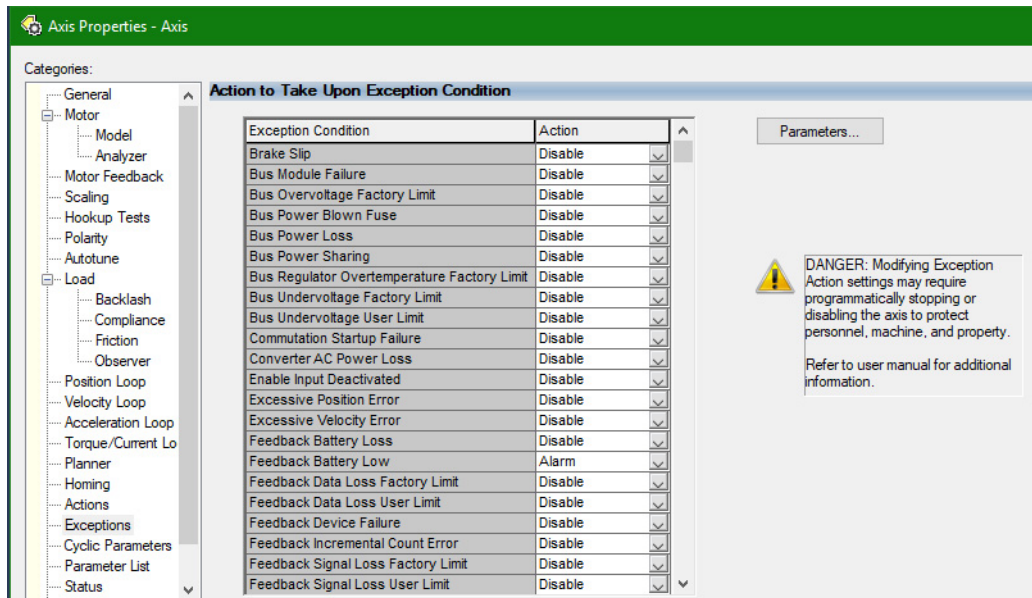 Axis Properties - Axis
Categories:
General
Motor
Model
Analyzer
Motor Feedback
Scaling
Hookup Tests
Polarity
Autotune
Load
Backlash
Compliance
Friction
Observer
Position Loop
Velocity Loop
Acceleration Loop
Torque/Current Lo
Planner
Homing
Actions
Exceptions
Cyclic Parameters
Parameter List
Status
Action to Take Upon Exception Condition
Exception Condition Action
Brake Slip Disable
Bus Module Failure Disable
Bus Overvoltage Factory Limit Disable
Bus Power Blown Fuse Disable
Bus Power Loss Disable
Bus Power Sharing Disable
Bus Regulator Overtemperature Factory Limit Disable
Bus Undervoltage Factory Limit Disable
Bus Undervoltage User Limit Disable
Commutation Startup Failure Disable
Converter AC Power Loss Disable
Enable Input Deactivated Disable
Excessive Position Error Disable
Excessive Velocity Error Disable
Feedback Battery Loss Disable
Feedback Battery Low Alarm
Feedback Data Loss Factory Limit Disable
Feedback Data Loss User Limit Disable
Feedback Device Failure Disable
Feedback Incremental Count Error Disable
Feedback Signal Loss Factory Limit Disable
Feedback Signal Loss User Limit Disable
Parameters...
DANGER: Modifying Exception
Action settings may require
programmatically stopping or
disabling the axis to protect
personnel, machine, and property.
Refer to user manual for additional
information.